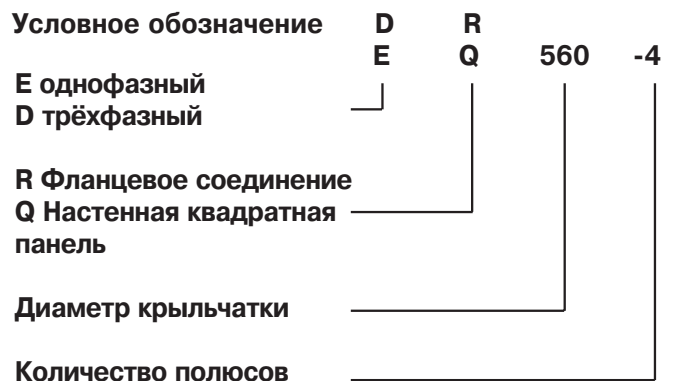 Условное обозначение D R
E Q 560 -4
E однофазный
D трёхфазный
R Фланцевое соединение
Q Настенная квадратная
панель
Диаметр крыльчатки
Количество полюсов